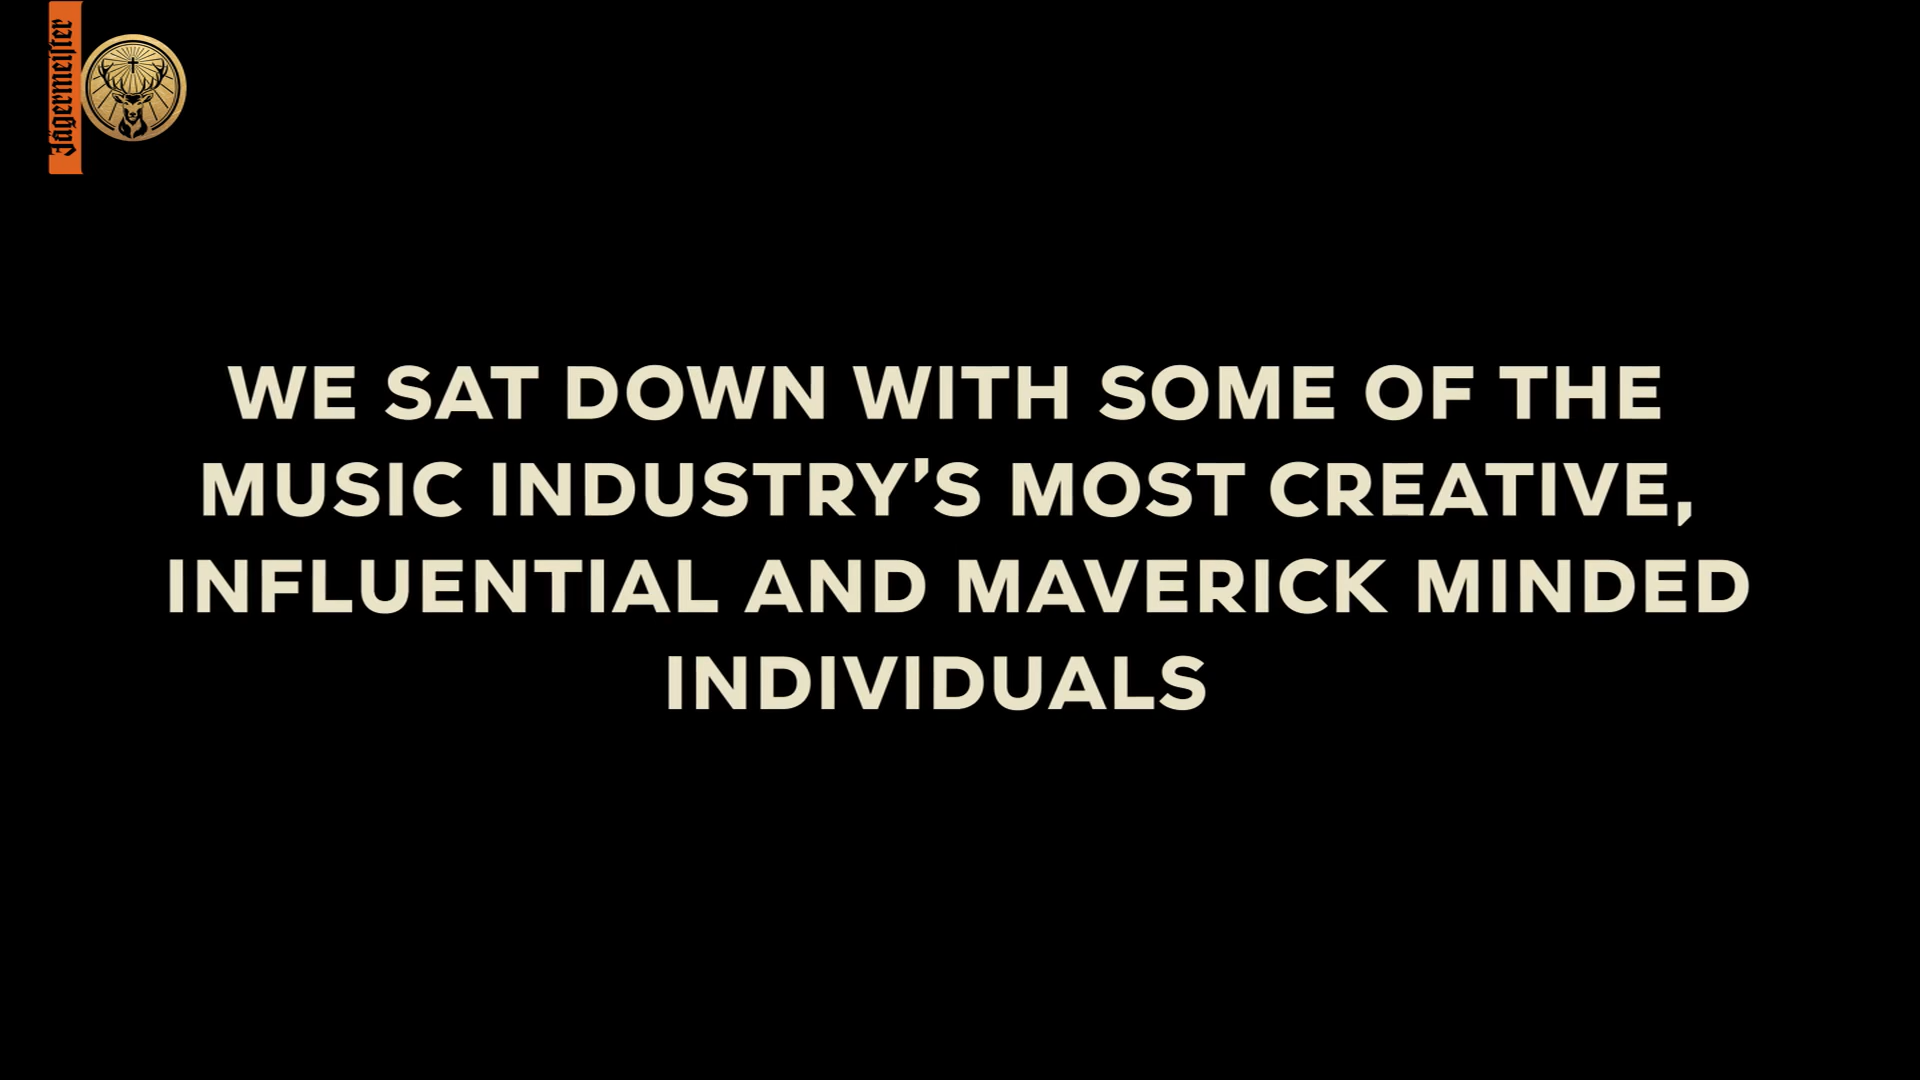 Jägermeister
WE SAT DOWN WITH SOME OF THE
MUSIC INDUSTRY’S MOST CREATIVE,
INFLUENTIAL AND MAVERICK MINDED
INDIVIDUALS